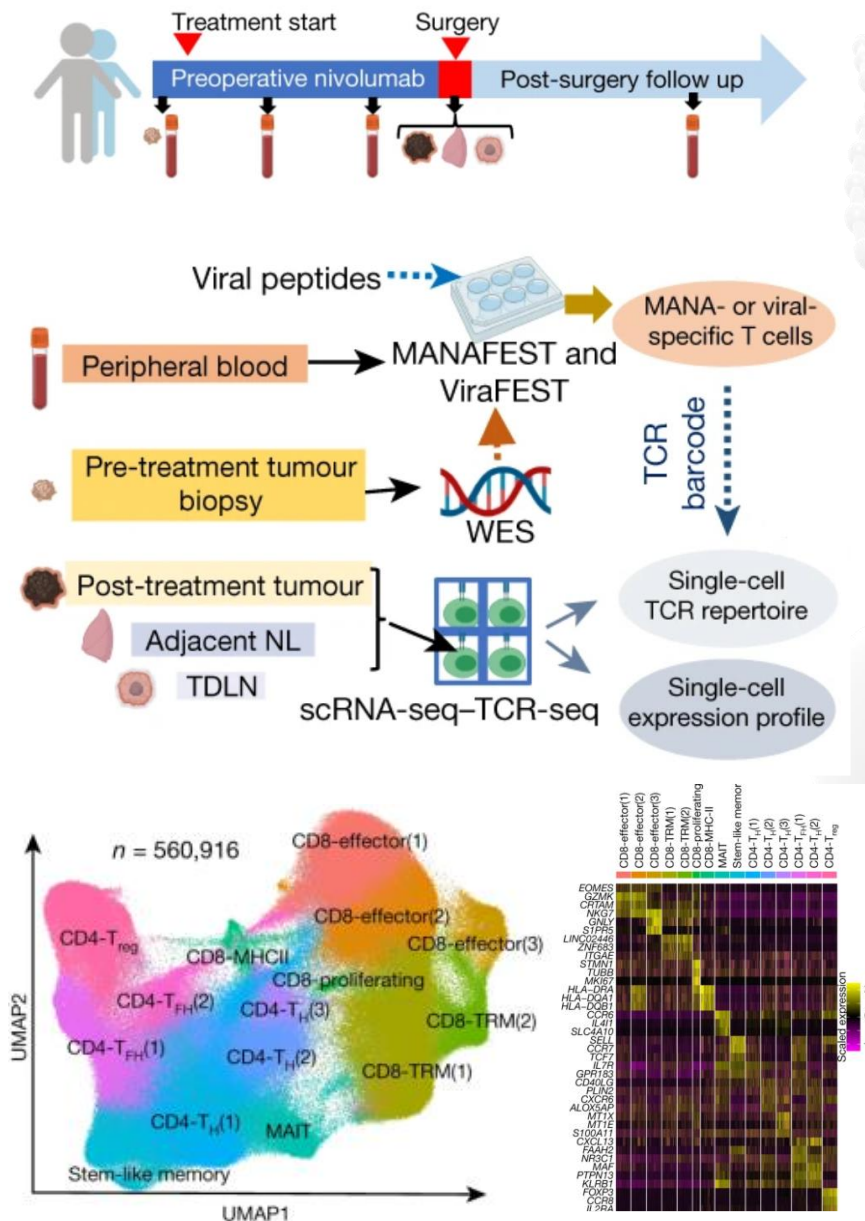 Treatment start
Surgery
Preoperative nivolumab
Post-surgery follow up
Viral peptides
MANA- or viral-
specific T cells
Peripheral blood
MANAFEST and
ViraFEST
TCR
barcode
Pre-treatment tumour
biopsy
WES
Post-treatment tumour
Adjacent NL
TDLN
scRNA-seq–TCR-seq
Single-cell
TCR repertoire
Single-cell
expression profile
n = 560,916
CD8-effector(1)
CD8-effector(2)
CD8-effector(3)
CD4-Treg
CD8-MHCII
CD8-proliferating
CD4-TFH(2)
CD4-TH(3)
CD8-TRM(2)
CD4-TFH(1)
CD4-TH(2)
CD8-TRM(1)
CD4-TH(1)
MAIT
Stem-like memory
UMAP2
UMAP1
CD8-effector(1)
CD8-effector(2)
CD8-effector(3)
CD8-TRM(1)
CD8-TRM(2)
CD8-proliferating
CD8-MHC-II
MAIT
Stem-like memor
CD4-TH(1)
CD4-TH(2)
CD4-TH(3)
CD4-TFH(1)
CD4-TH(2)
CD4-Treg
EOMES
GZMK
CRTAM
NKG7
GNLY
S1PR5
LINC02446
ZNF683
ITGAE
STMN1
TUBB
MKI67
HLA-DRA
HLA-DQA1
HLA-DQB1
CCR6
IL4I1
SLC4A10
SELL
CCR7
TCF7
IL7R
GPR183
CD40LG
PLIN2
CXCR6
ALOX5AP
MT1X
MT1E
S100A11
CXCL13
FAAH2
NR3C1
MAF
PTPN13
KLRB1
FOXP3
CCR8
IL2RA
Scaled expression